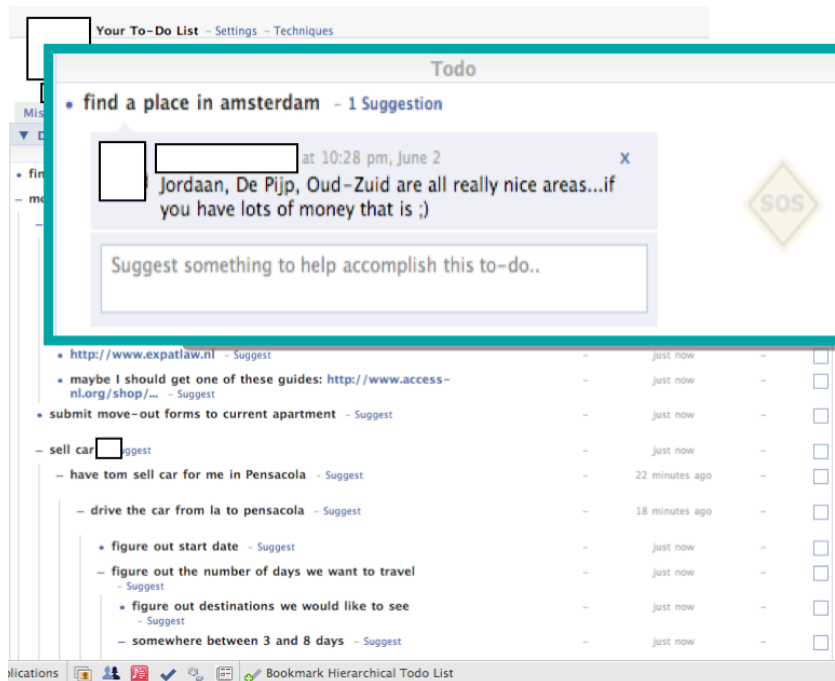 Your To-Do List - Settings - Techniques
Todo
• find a place in amsterdam - 1 Suggestion
at 10:28 pm, June 2 X
Jordaan, De Pijp, Oud-Zuid are all really nice areas...if
you have lots of money that is ;)
SOS
Suggest something to help accomplish this to-do..
• http://www.expatlaw.nl - Suggest - just now -
• maybe I should get one of these guides: http://www.access- - just now -
nl.org/shop/... - Suggest
• submit move-out forms to current apartment - Suggest - just now -
– sell car - just now -
– have tom sell car for me in Pensacola - Suggest - 22 minutes ago -
– drive the car from la to pensacola - Suggest - 18 minutes ago -
• figure out start date - Suggest - just now -
– figure out the number of days we want to travel - just now -
- Suggest
• figure out destinations we would like to see - just now -
- Suggest
– somewhere between 3 and 8 days - Suggest - just now -
Bookmark Hierarchical Todo List